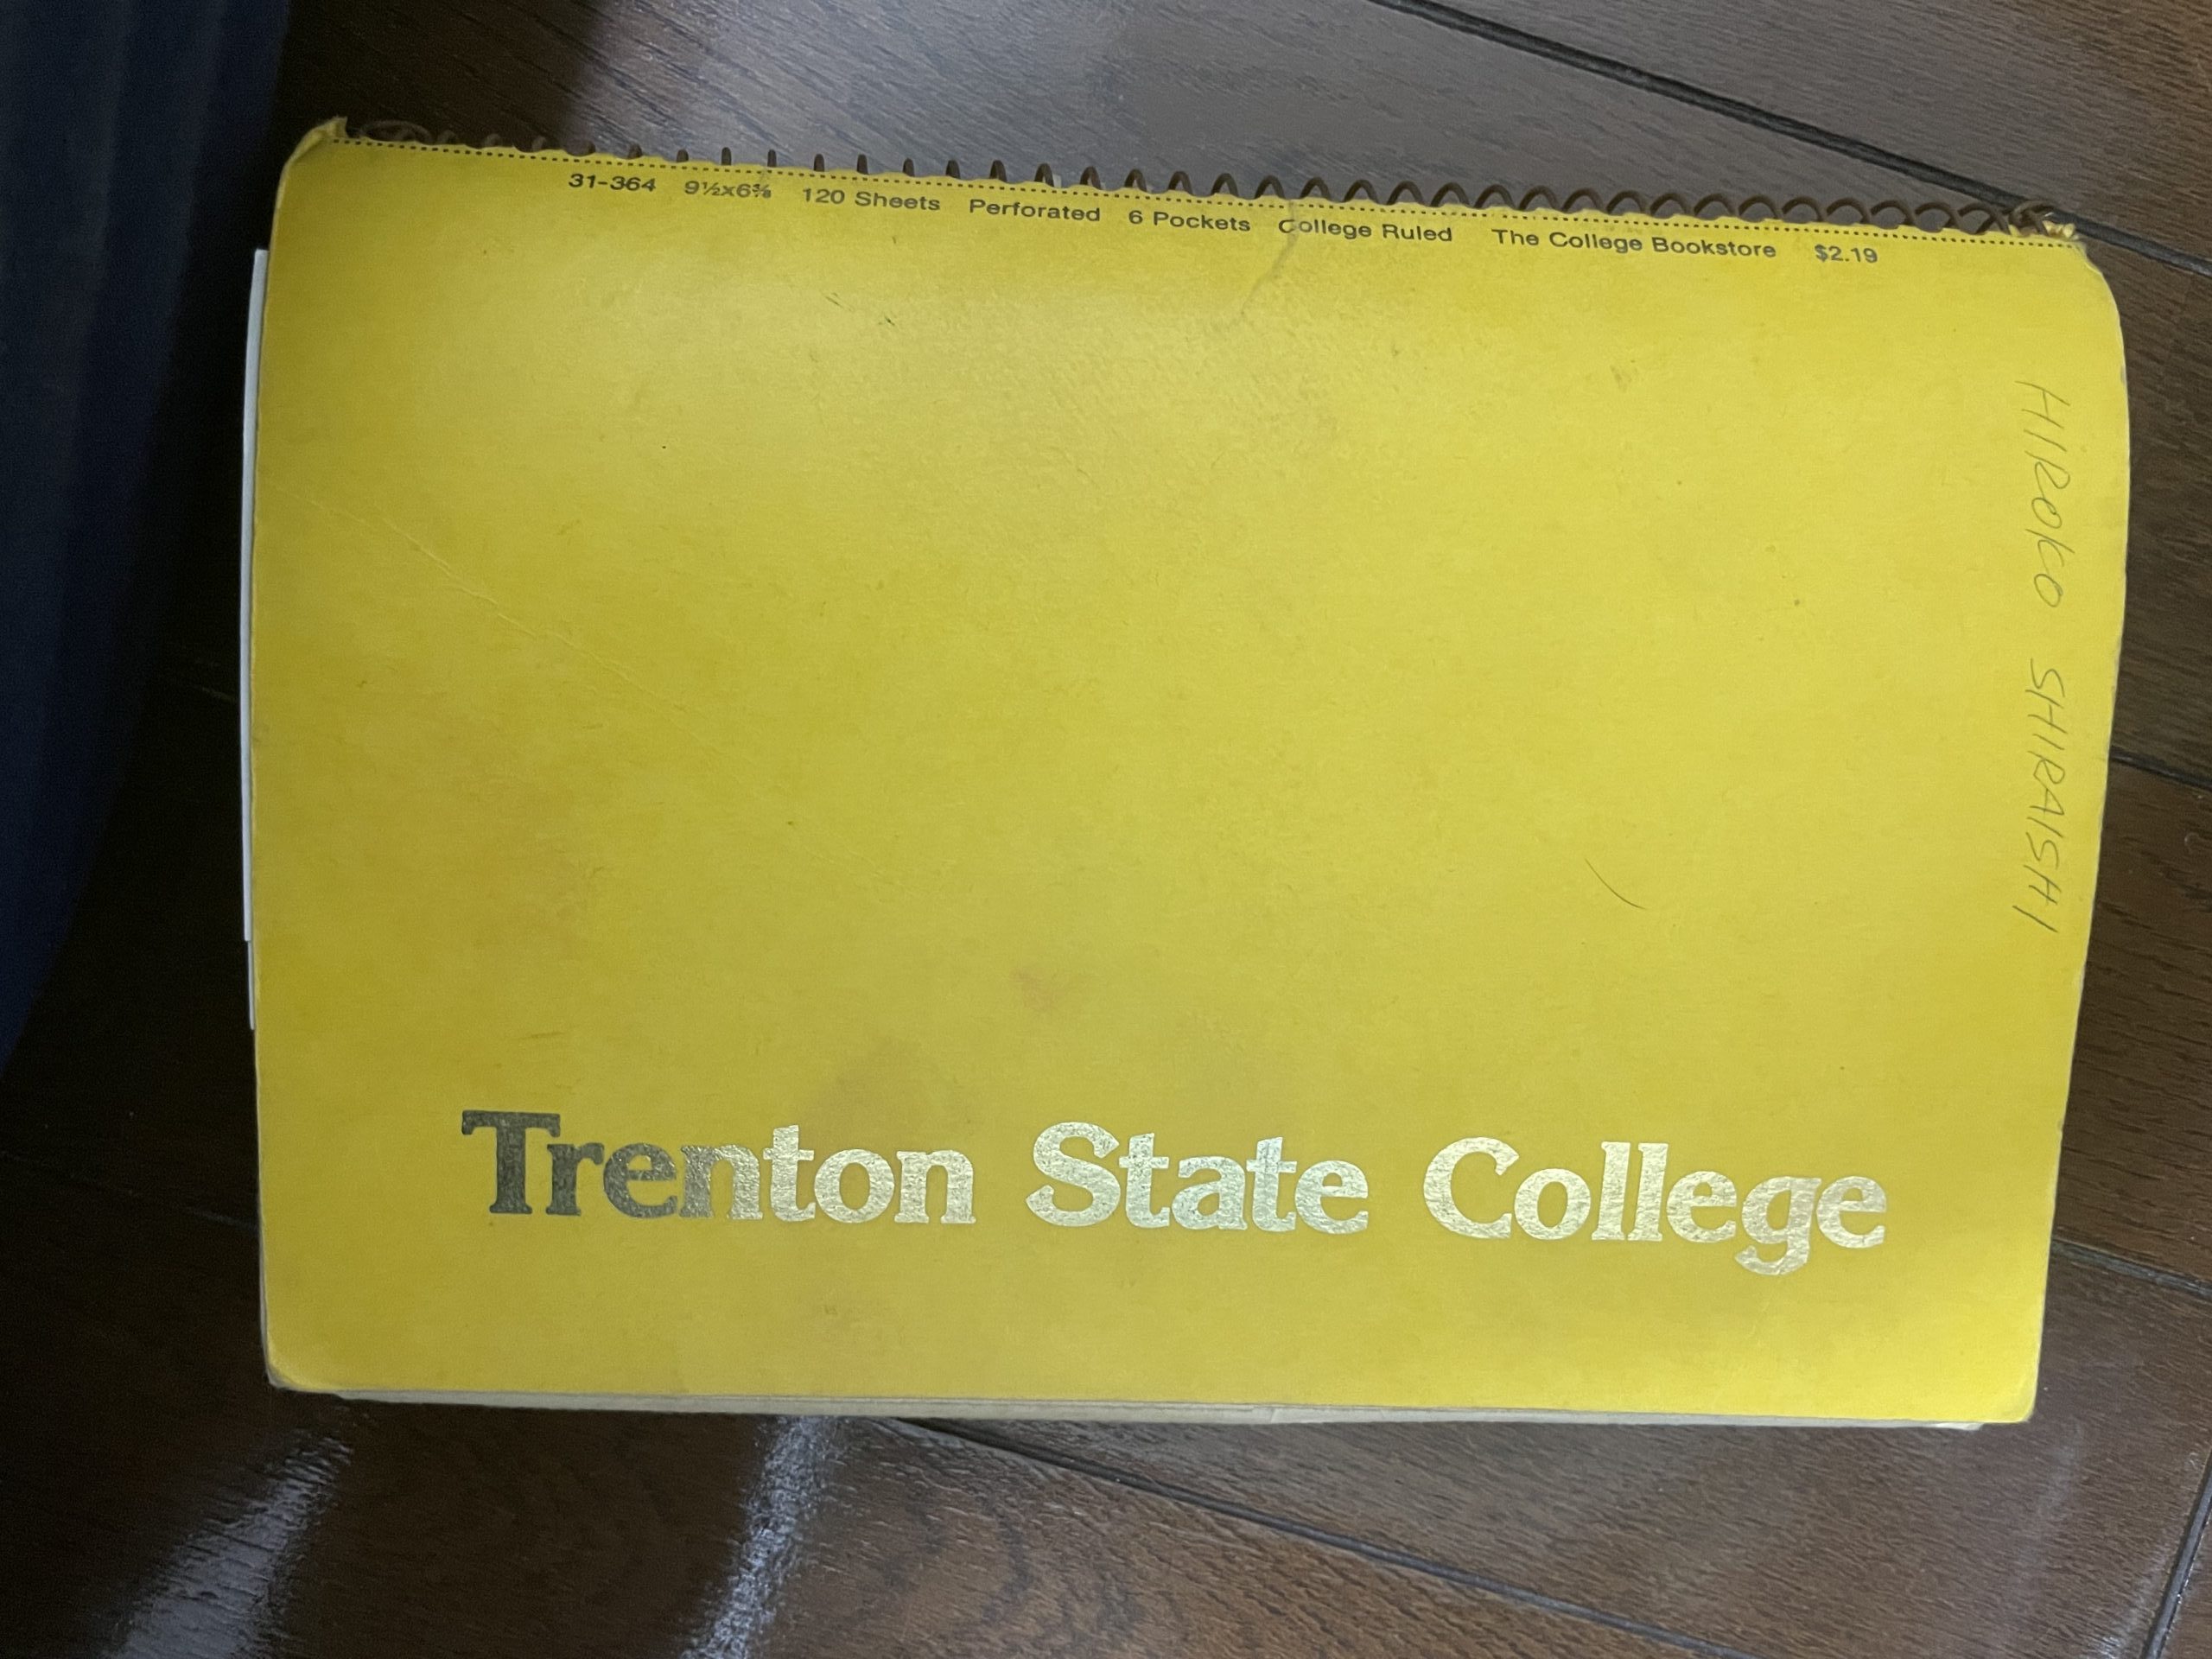 31-364 9½x6⅜ 120 Sheets Perforated 6 Pockets College Ruled The College Bookstore $2.19
HIROKO SHIRAISHI
Trenton State College